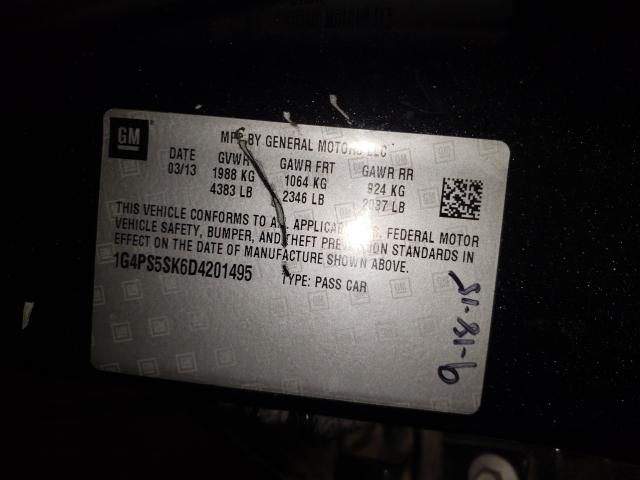 GM
MFD BY GENERAL MOTORS LLC
DATE GVWR GAWR FRT GAWR RR
03/13 1988 KG 1064 KG 924 KG
4383 LB 2346 LB 2037 LB
THIS VEHICLE CONFORMS TO ALL APPLICABLE U.S. FEDERAL MOTOR
VEHICLE SAFETY, BUMPER, AND THEFT PREVENTION STANDARDS IN
EFFECT ON THE DATE OF MANUFACTURE SHOWN ABOVE.
1G4PS5SK6D4201495 TYPE: PASS CAR
9-18-15